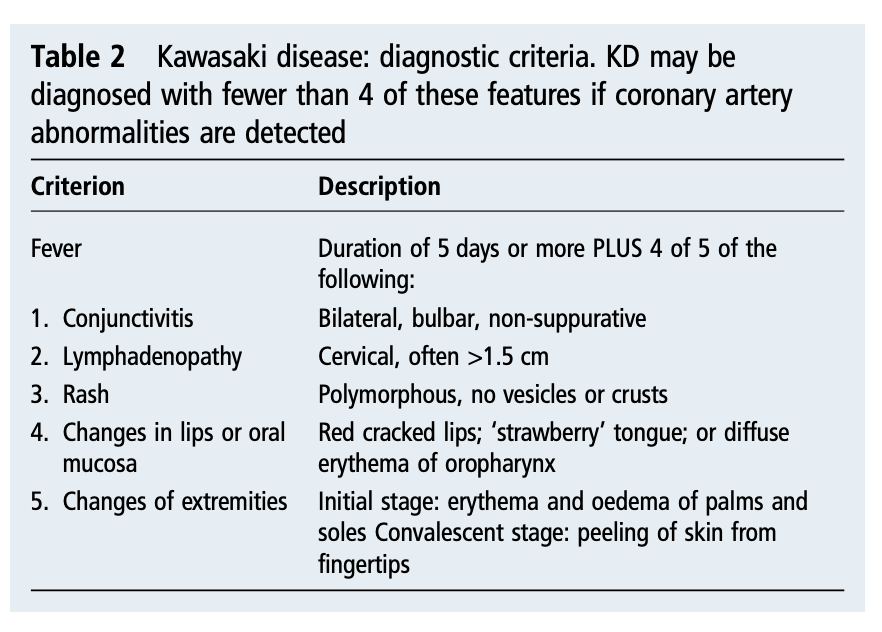 Table 2 Kawasaki disease: diagnostic criteria. KD may be
diagnosed with fewer than 4 of these features if coronary artery
abnormalities are detected
Criterion Description
Fever Duration of 5 days or more PLUS 4 of 5 of the
following:
1. Conjunctivitis Bilateral, bulbar, non-suppurative
2. Lymphadenopathy Cervical, often >1.5 cm
3. Rash Polymorphous, no vesicles or crusts
4. Changes in lips or oral Red cracked lips; ‘strawberry’ tongue; or diffuse
mucosa erythema of oropharynx
5. Changes of extremities Initial stage: erythema and oedema of palms and
soles Convalescent stage: peeling of skin from
fingertips